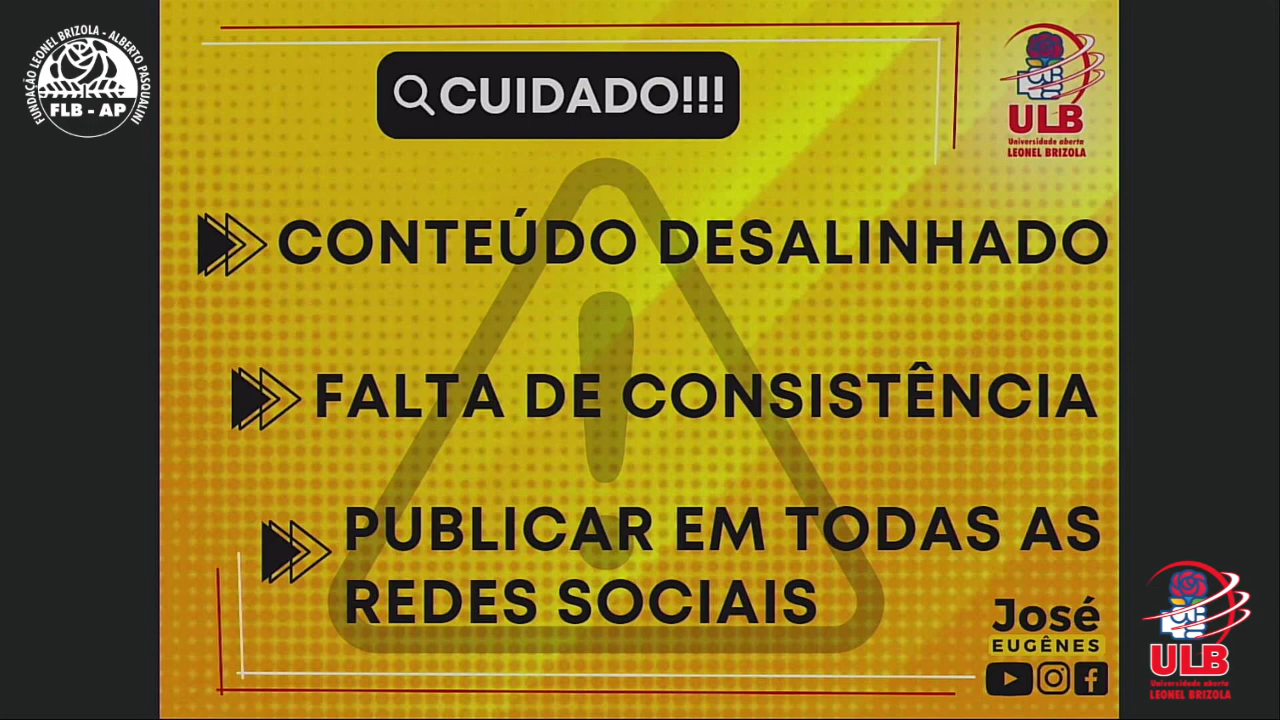 FUNDAÇÃO LEONEL BRIZOLA - ALBERTO PASQUALINI
FLB - AP
CUIDADO!!!
ULB
Universidade aberta
LEONEL BRIZOLA
CONTEÚDO DESALINHADO
FALTA DE CONSISTÊNCIA
PUBLICAR EM TODAS AS
REDES SOCIAIS
José
EUGÊNES
ULB
Universidade aberta
LEONEL BRIZOLA